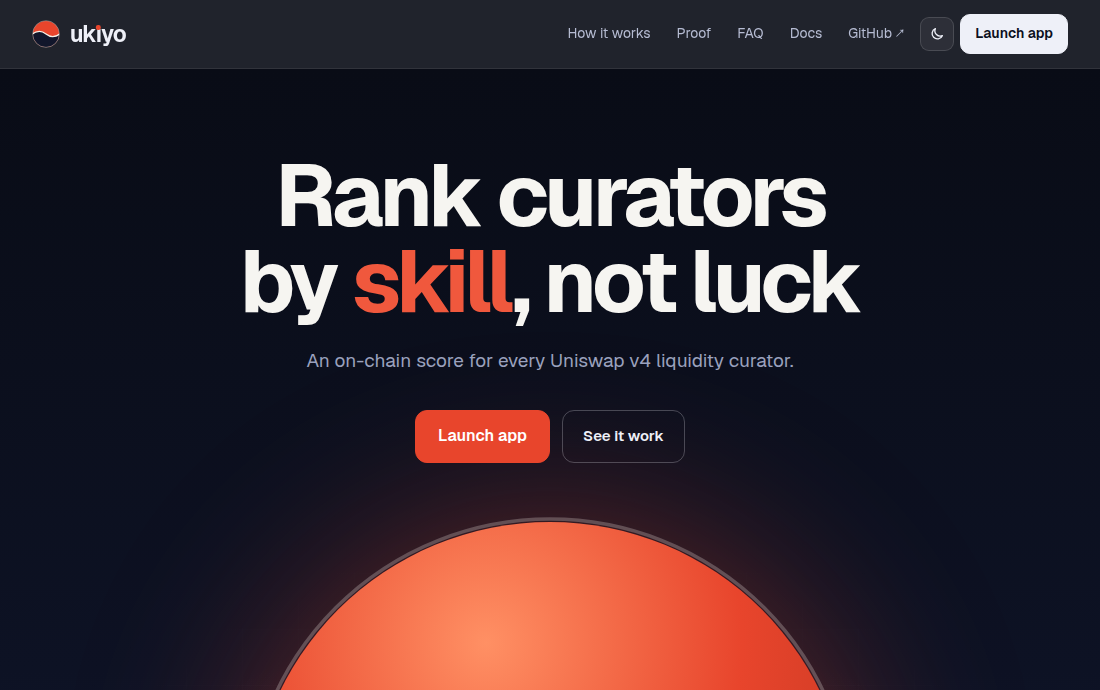 ukiyo
How it works
Proof
FAQ
Docs
GitHub ↗
Launch app
Rank curators
by skill, not luck
An on-chain score for every Uniswap v4 liquidity curator.
Launch app
See it work